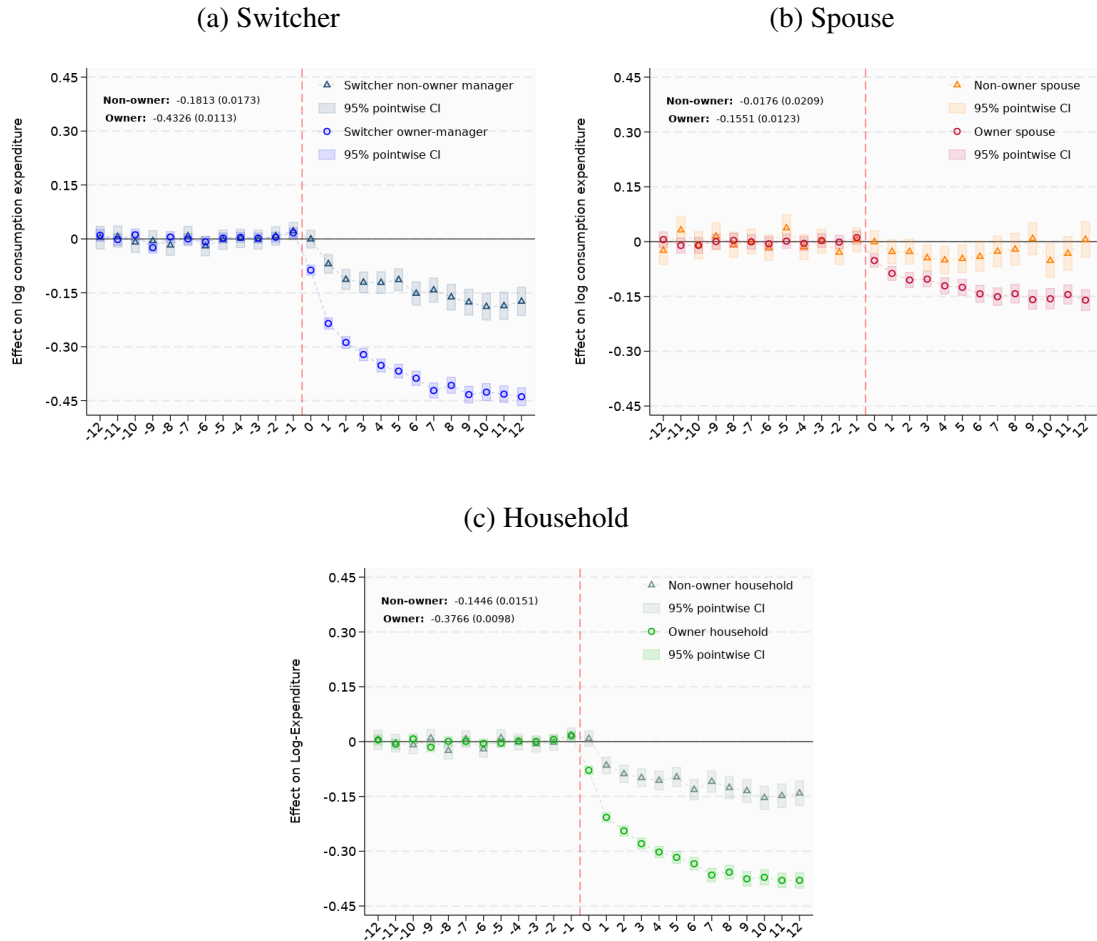 (a) Switcher
Effect on log consumption expenditure
0.45
0.30
0.15
0
-0.15
-0.30
-0.45
Non-owner: -0.1813 (0.0173)
Owner: -0.4326 (0.0113)
Switcher non-owner manager
95% pointwise CI
Switcher owner-manager
95% pointwise CI
-12 -11 -10 -9 -8 -7 -6 -5 -4 -3 -2 -1 0 1 2 3 4 5 6 7 8 9 10 11 12
(b) Spouse
Effect on log consumption expenditure
0.45
0.30
0.15
0
-0.15
-0.30
-0.45
Non-owner: -0.0176 (0.0209)
Owner: -0.1551 (0.0123)
Non-owner spouse
95% pointwise CI
Owner spouse
95% pointwise CI
-12 -11 -10 -9 -8 -7 -6 -5 -4 -3 -2 -1 0 1 2 3 4 5 6 7 8 9 10 11 12
(c) Household
Effect on Log-Expenditure
0.45
0.30
0.15
0
-0.15
-0.30
-0.45
Non-owner: -0.1446 (0.0151)
Owner: -0.3766 (0.0098)
Non-owner household
95% pointwise CI
Owner household
95% pointwise CI
-12 -11 -10 -9 -8 -7 -6 -5 -4 -3 -2 -1 0 1 2 3 4 5 6 7 8 9 10 11 12